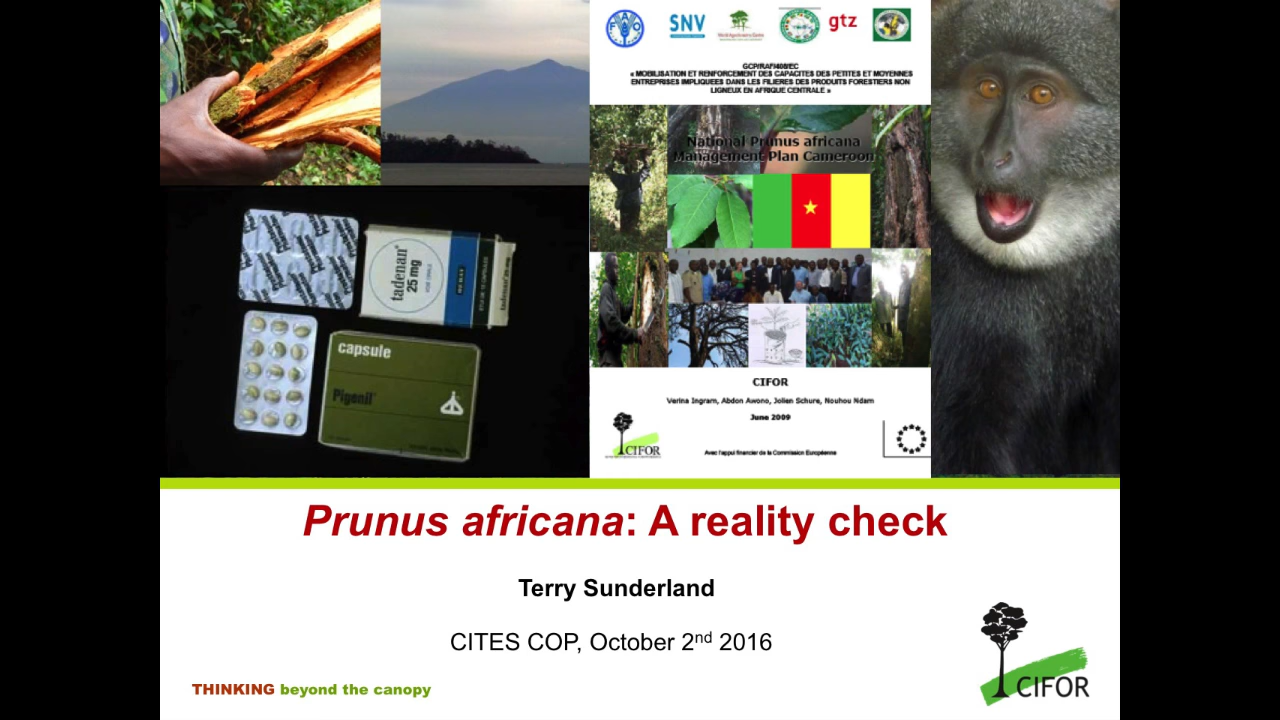 FAO
SNV
gtz
GCP/RAF/408/EC
« MOBILISATION ET RENFORCEMENT DES CAPACITES DES PETITES ET MOYENNES
ENTREPRISES IMPLIQUEES DANS LES FILIERES DES PRODUITS FORESTIERS NON
LIGNEUX EN AFRIQUE CENTRALE »
National Prunus africana
Management Plan Cameroon
tadenan®
25 mg
capsule
Pigenil®
CIFOR
Verina Ingram, Abdon Awono, Jolien Schure, Nouhou Ndam
June 2009
CIFOR
Avec l'appui financier de la Commission Européenne
Prunus africana: A reality check
Terry Sunderland
CITES COP, October 2nd 2016
THINKING beyond the canopy
CIFOR